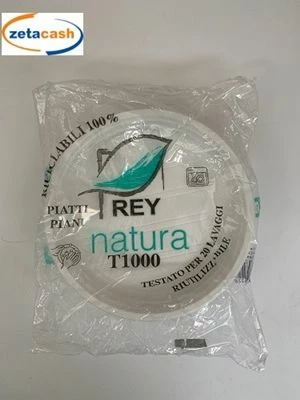 zetacash
RICICLABILI 100%
REY
PIATTI
PIANI
natura
T1000
TESTATO PER 20 LAVAGGI
RIUTILIZZABILE